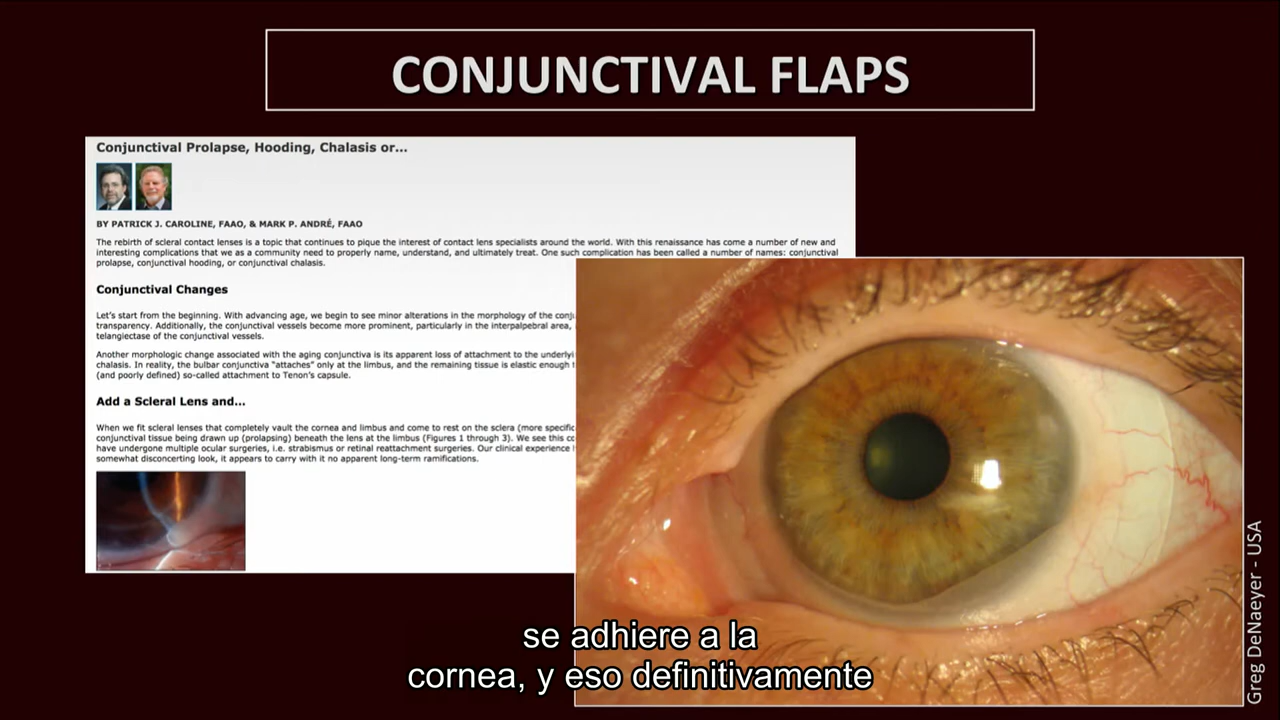 CONJUNCTIVAL FLAPS
Conjunctival Prolapse, Hooding, Chalasis or...
BY PATRICK J. CAROLINE, FAAO, & MARK P. ANDRÉ, FAAO
The rebirth of scleral contact lenses is a topic that continues to pique the interest of contact lens specialists around the world. With this renaissance has come a number of new and
interesting complications that we as a community need to properly name, understand, and ultimately treat. One such complication has been called a number of names: conjunctival
prolapse, conjunctival hooding, or conjunctival chalasis.
Conjunctival Changes
Let's start from the beginning. With advancing age, we begin to see minor alterations in the morphology of the
transparency. Additionally, the conjunctival vessels become more prominent, particularly in the interpalpebral area,
telangiectase of the conjunctival vessels.
Another morphologic change associated with the aging conjunctiva is its apparent loss of attachment to the
chalasis. In reality, the bulbar conjunctiva "attaches" only at the limbus, and the remaining tissue is elastic enough
(and poorly defined) so-called attachment to Tenon's capsule.
Add a Scleral Lens and...
When we fit scleral lenses that completely vault the cornea and limbus and come to rest on the sclera (more
conjunctival tissue being drawn up (prolapsing) beneath the lens at the limbus (Figures 1 through 3). We see this
have undergone multiple ocular surgeries, i.e. strabismus or retinal reattachment surgeries. Our clinical experience
somewhat disconcerting look, it appears to carry with it no apparent long-term ramifications.
Greg DeNaeyer - USA
se adhiere a la
cornea, y eso definitivamente